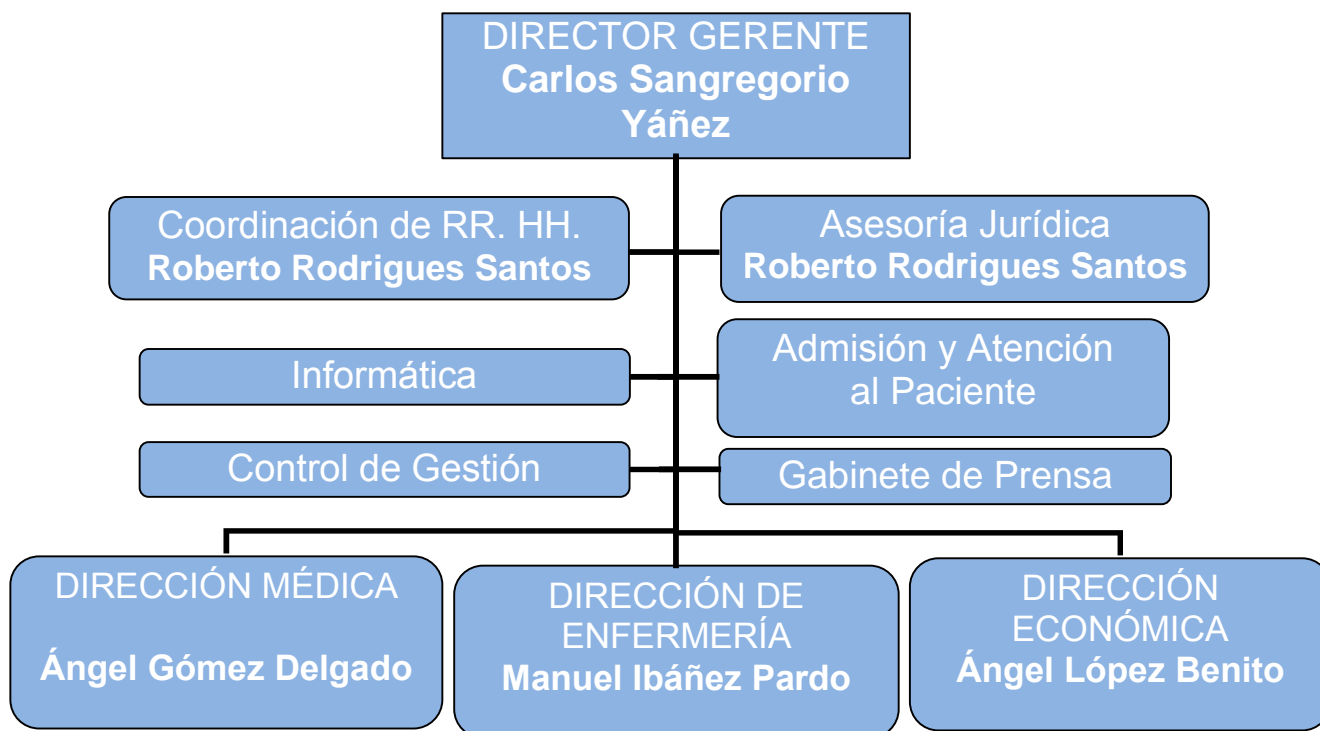 DIRECTOR GERENTE
Carlos Sangregorio
Yáñez
Coordinación de RR. HH.
Roberto Rodrigues Santos
Asesoría Jurídica
Roberto Rodrigues Santos
Informática
Admisión y Atención
al Paciente
Control de Gestión
Gabinete de Prensa
DIRECCIÓN MÉDICA
Ángel Gómez Delgado
DIRECCIÓN DE
ENFERMERÍA
Manuel Ibáñez Pardo
DIRECCIÓN
ECONÓMICA
Ángel López Benito